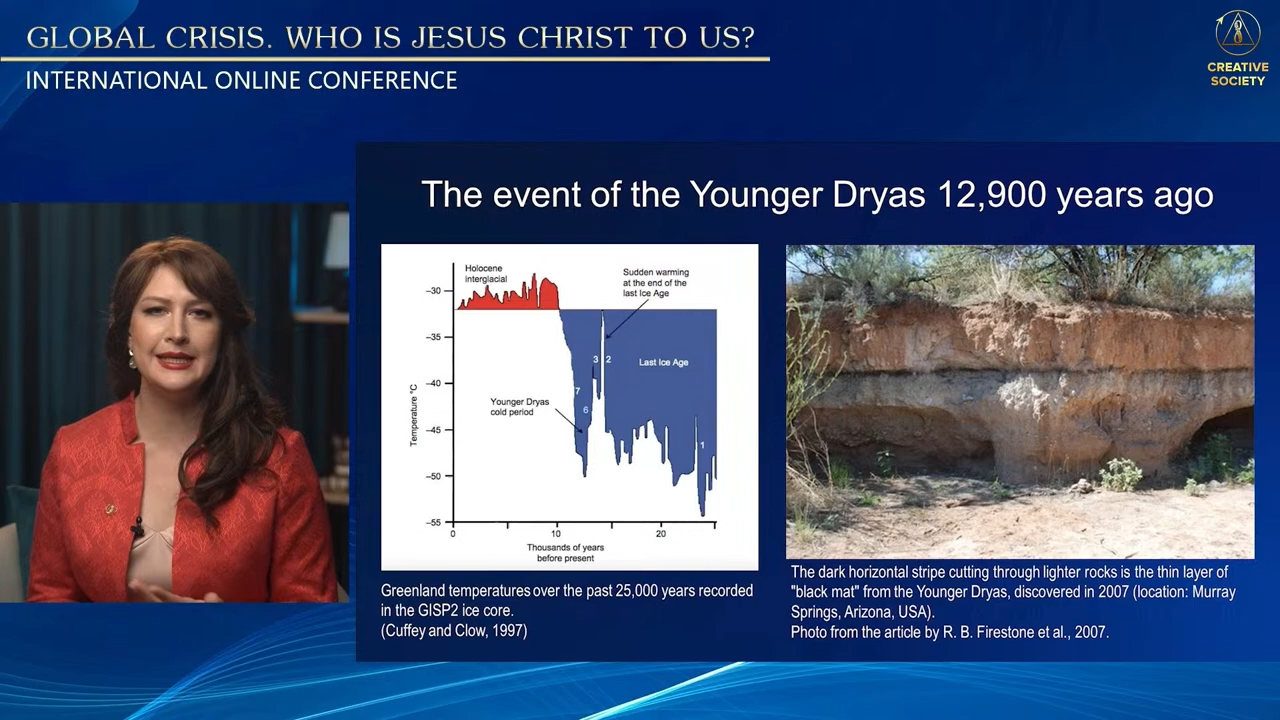 GLOBAL CRISIS. WHO IS JESUS CHRIST TO US?
INTERNATIONAL ONLINE CONFERENCE
CREATIVE
SOCIETY
The event of the Younger Dryas 12,900 years ago
Holocene
interglacial
Sudden warming
at the end of the
last Ice Age
Last Ice Age
Younger Dryas
cold period
3
2
7
6
1
Temperature °C
−30
−35
−40
−45
−50
−55
0
10
20
Thousands of years
before present
Greenland temperatures over the past 25,000 years recorded
in the GISP2 ice core.
(Cuffey and Clow, 1997)
The dark horizontal stripe cutting through lighter rocks is the thin layer of
"black mat" from the Younger Dryas, discovered in 2007 (location: Murray
Springs, Arizona, USA).
Photo from the article by R. B. Firestone et al., 2007.